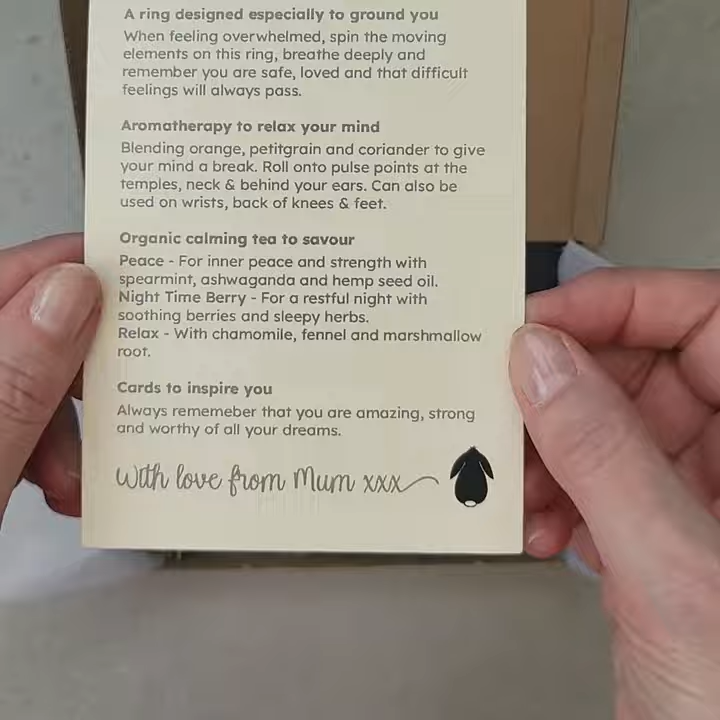 A ring designed especially to ground you
When feeling overwhelmed, spin the moving
elements on this ring, breathe deeply and
remember you are safe, loved and that difficult
feelings will always pass.
Aromatherapy to relax your mind
Blending orange, petitgrain and coriander to give
your mind a break. Roll onto pulse points at the
temples, neck & behind your ears. Can also be
used on wrists, back of knees & feet.
Organic calming tea to savour
Peace - For inner peace and strength with
spearmint, ashwaganda and hemp seed oil.
Night Time Berry - For a restful night with
soothing berries and sleepy herbs.
Relax - With chamomile, fennel and marshmallow
root.
Cards to inspire you
Always rememeber that you are amazing, strong
and worthy of all your dreams.
With love from Mum xxx